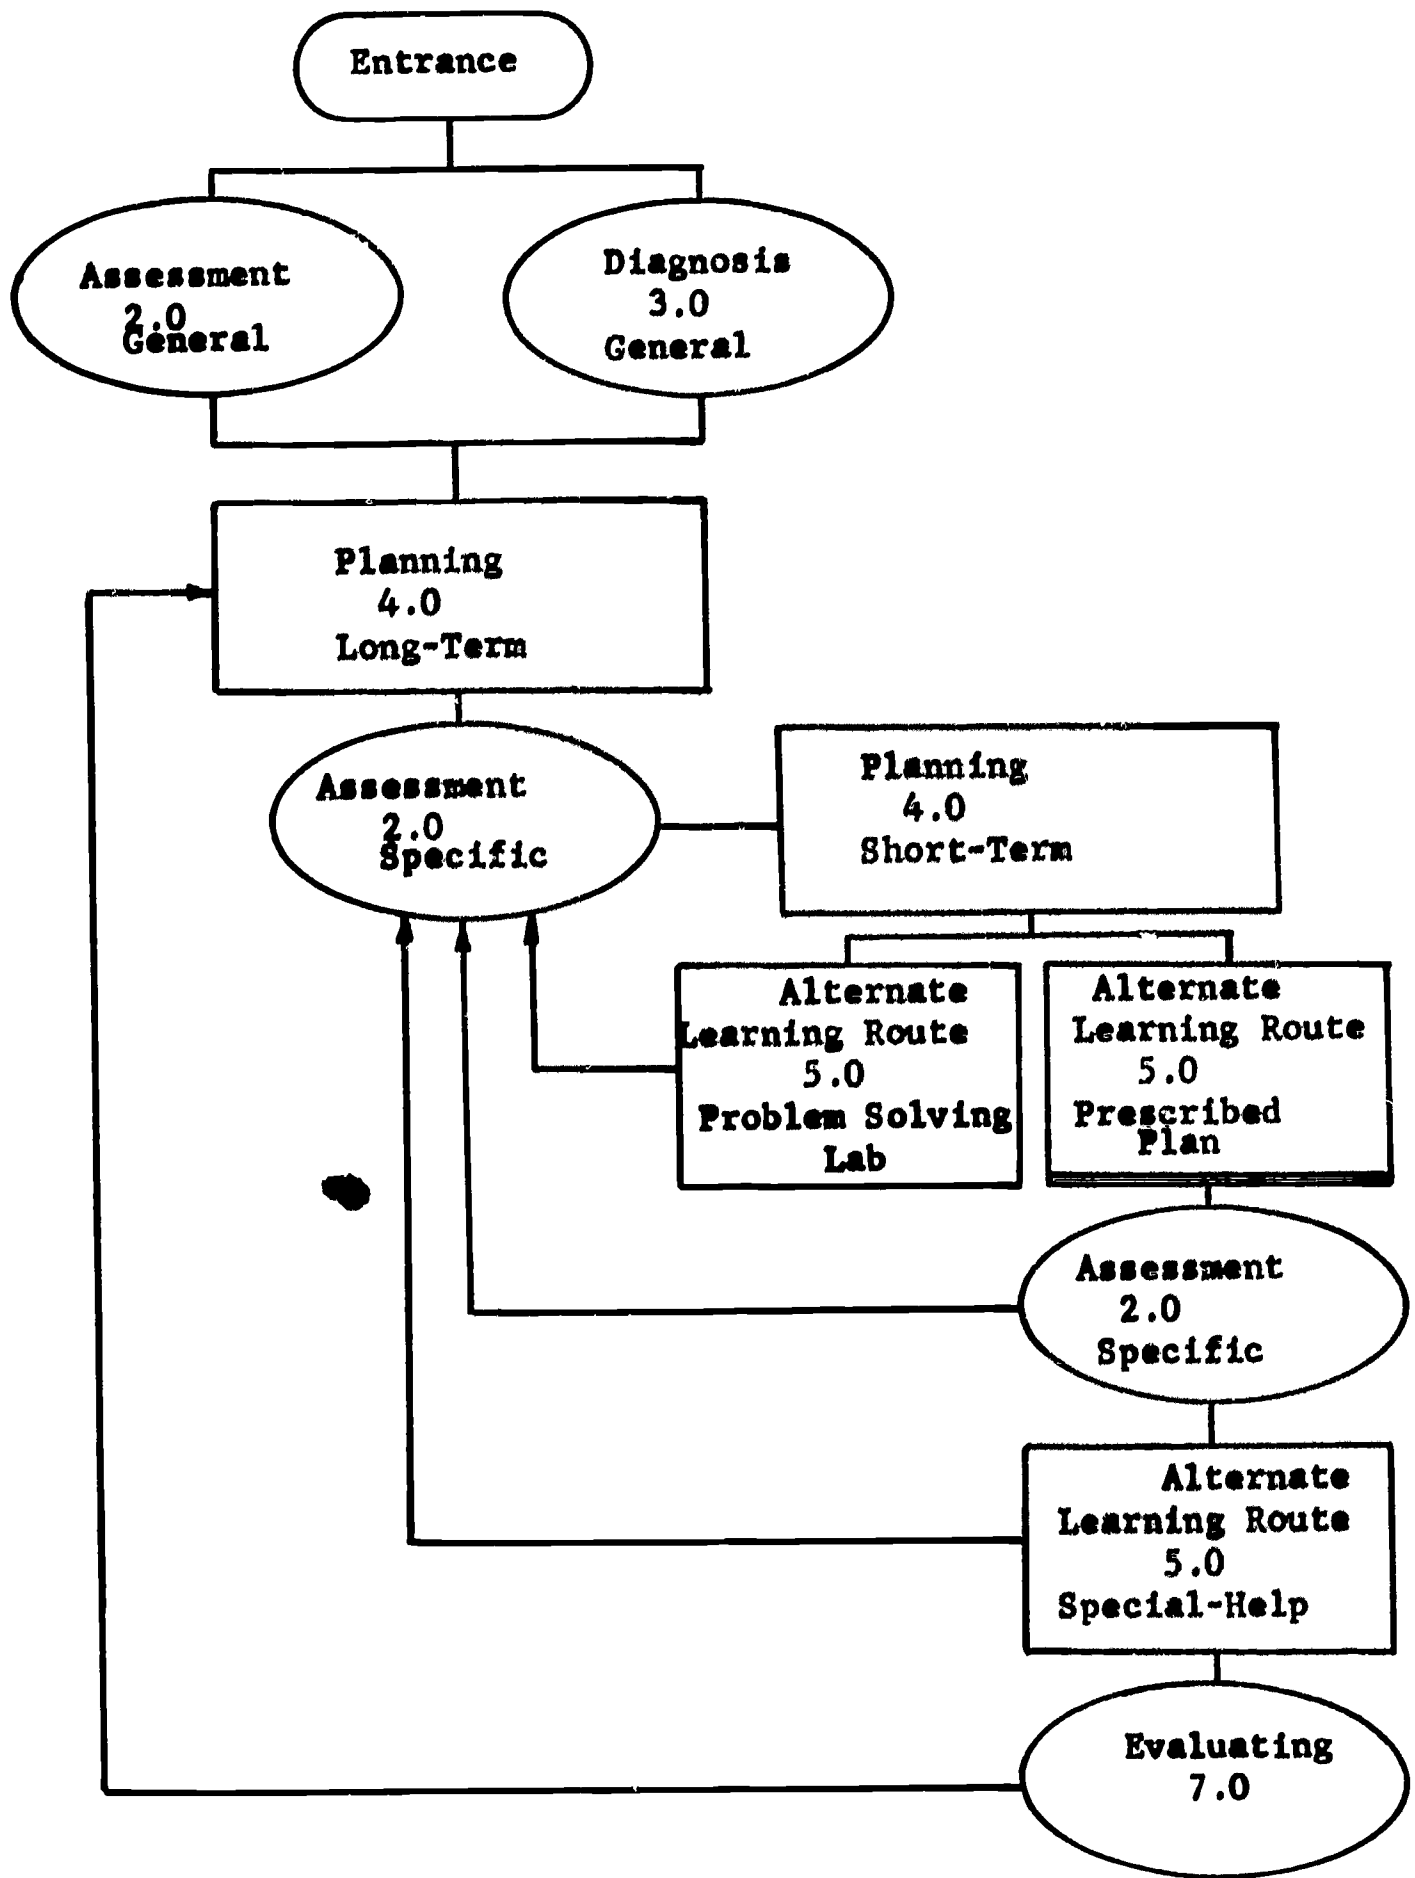 Entrance
Assessment
2.0
General
Diagnosis
3.0
General
Planning
4.0
Long-Term
Assessment
2.0
Specific
Planning
4.0
Short-Term
Alternate
Learning Route
5.0
Problem Solving
Lab
Alternate
Learning Route
5.0
Prescribed
Plan
Assessment
2.0
Specific
Alternate
Learning Route
5.0
Special-Help
Evaluating
7.0